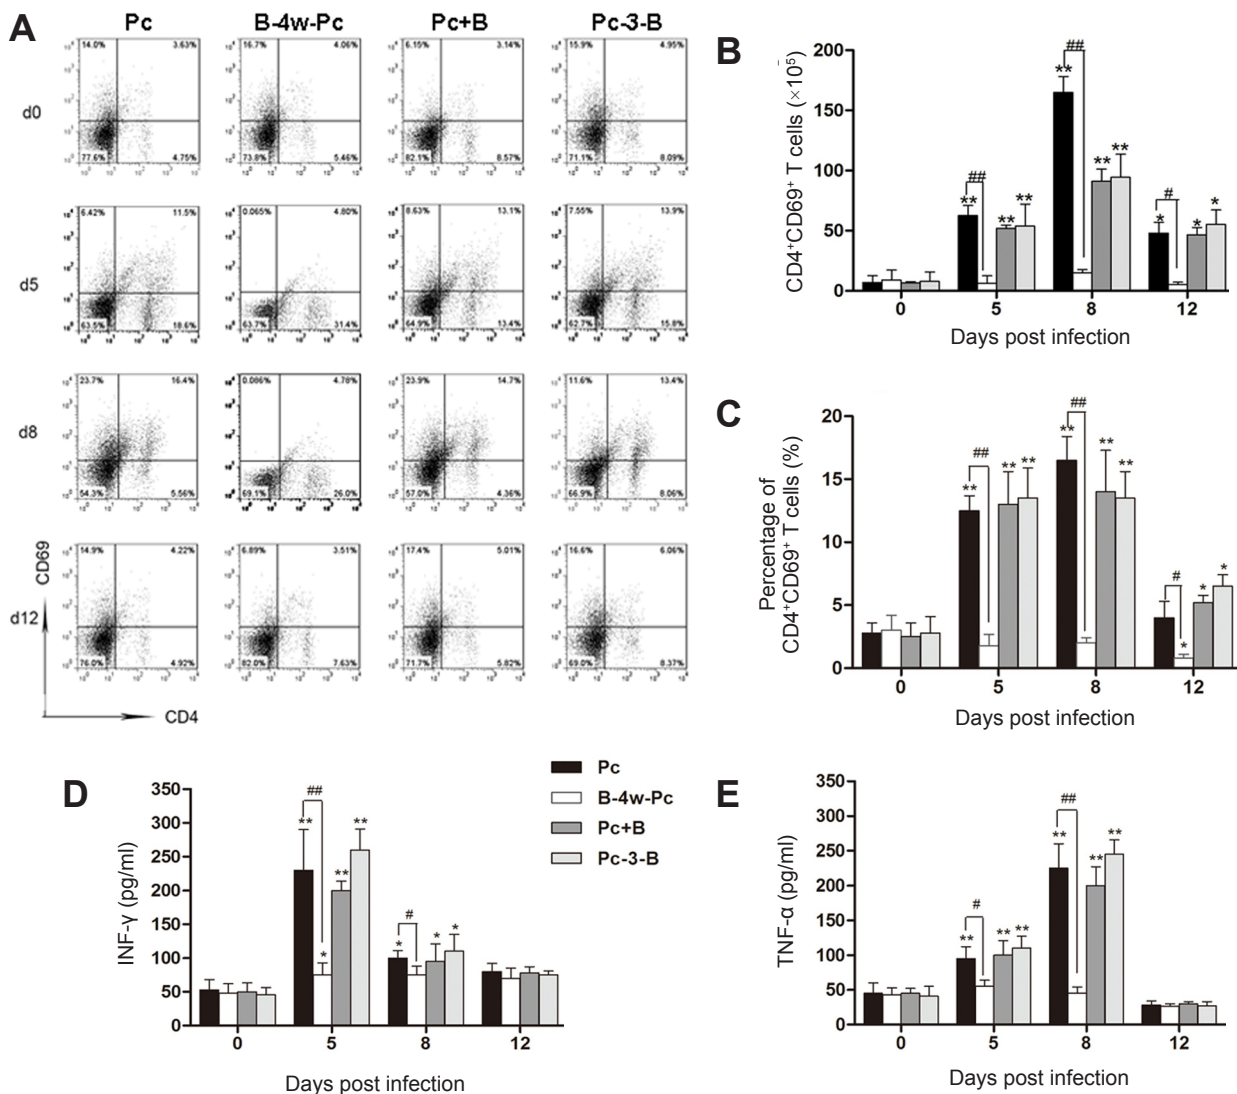 A
Pc
B-4w-Pc
Pc+B
Pc-3-B
d0
14.0% 3.63%
77.6% 4.75%
16.7% 4.06%
73.8% 5.46%
6.15% 3.14%
82.1% 8.57%
15.9% 4.95%
71.1% 8.09%
d5
6.42% 11.5%
63.5% 18.6%
0.065% 4.80%
63.7% 31.4%
8.63% 13.1%
64.9% 13.4%
7.55% 13.9%
62.7% 15.8%
d8
23.7% 16.4%
54.3% 5.56%
0.086% 4.78%
69.1% 26.0%
23.9% 14.7%
57.0% 4.36%
11.6% 13.4%
66.9% 8.06%
d12
14.9% 4.22%
76.0% 4.92%
6.89% 3.51%
82.0% 7.63%
17.4% 5.01%
71.7% 5.82%
16.6% 6.06%
69.0% 8.37%
CD69
CD4
B
CD4+CD69+ T cells (×10⁵)
200
150
100
50
0
** ## ** **
** ## ** **
* # * *
0 5 8 12
Days post infection
C
Percentage of
CD4+CD69+ T cells (%)
20
15
10
5
0
** ## ** **
** ## ** **
# * * *
0 5 8 12
Days post infection
D
INF-γ (pg/ml)
350
300
250
200
150
100
50
0
** ## * ** **
* # * *
0 5 8 12
Days post infection
Pc
B-4w-Pc
Pc+B
Pc-3-B
E
TNF-α (pg/ml)
350
300
250
200
150
100
50
0
** # ** **
** ## ** **
0 5 8 12
Days post infection